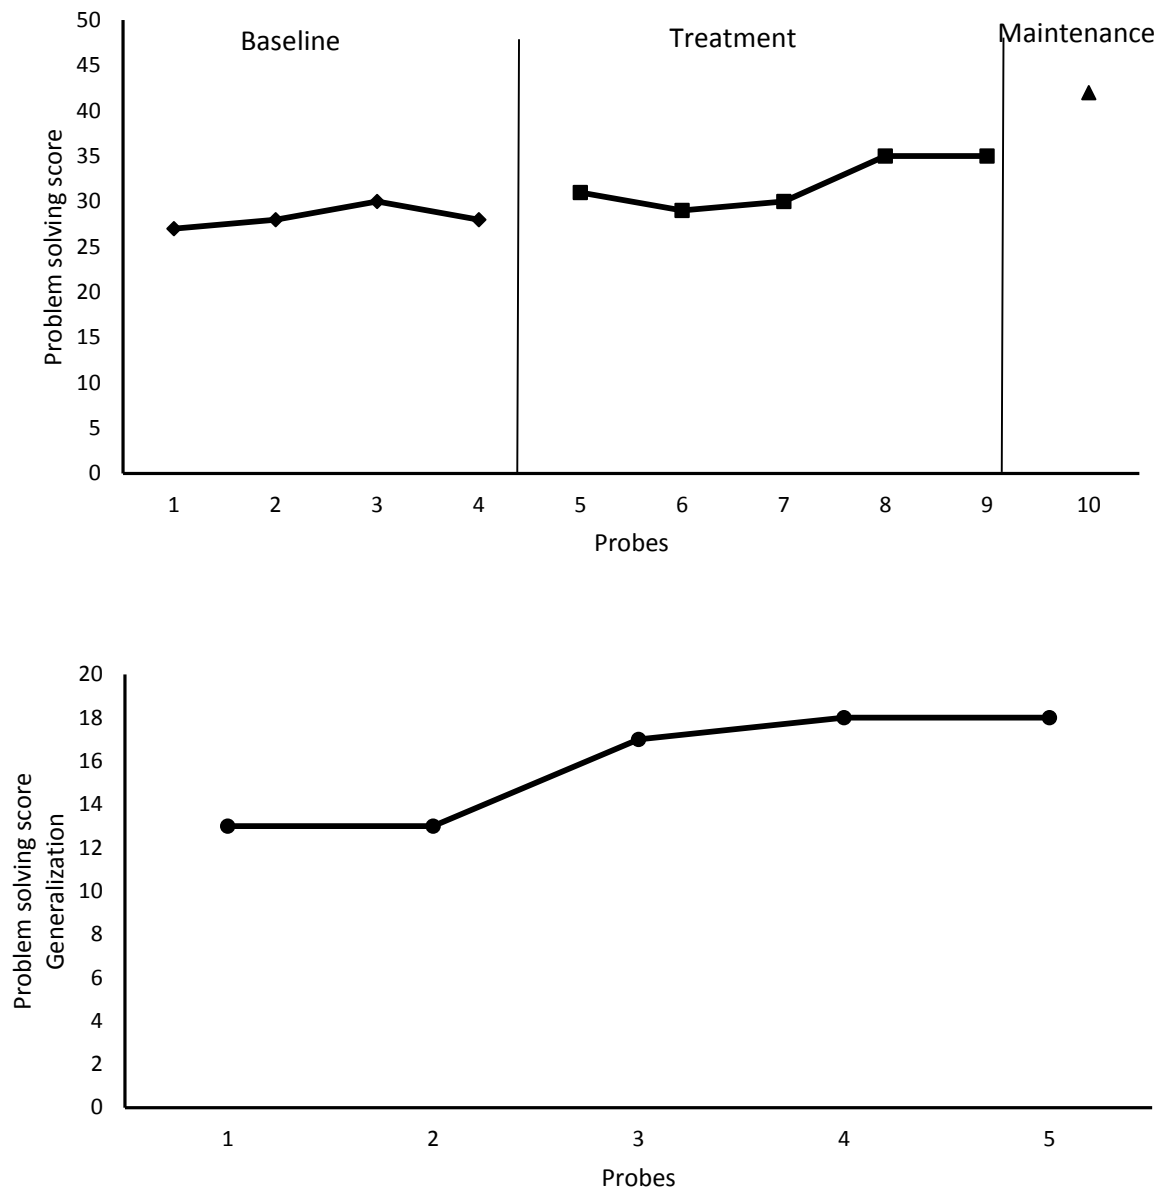 Baseline
Treatment
Maintenance
Problem solving score
50
45
40
35
30
25
20
15
10
5
0
1 2 3 4 5 6 7 8 9 10
Probes
Problem solving score
Generalization
20
18
16
14
12
10
8
6
4
2
0
1 2 3 4 5
Probes